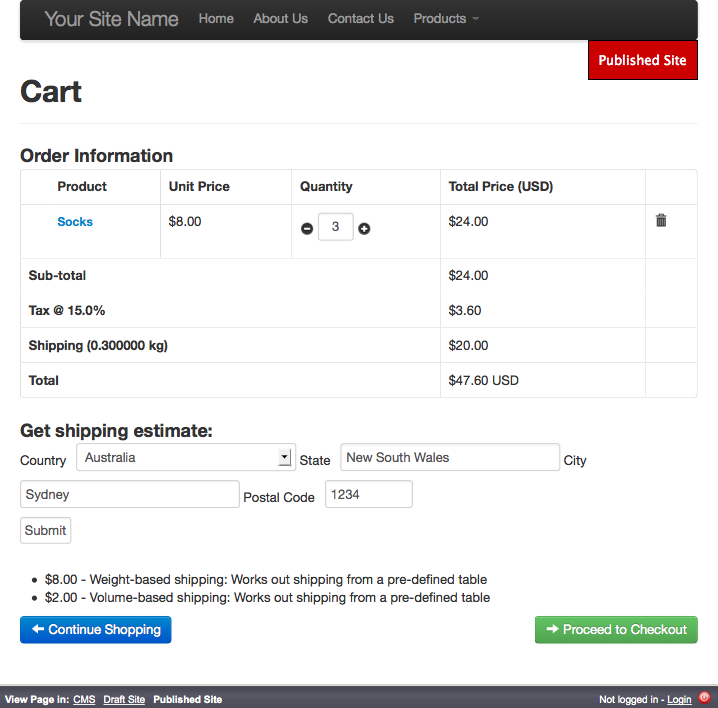 Your Site Name Home About Us Contact Us Products
Published Site
Cart
Order Information
Product Unit Price Quantity Total Price (USD)
Socks $8.00 3 $24.00
Sub-total $24.00
Tax @ 15.0% $3.60
Shipping (0.300000 kg) $20.00
Total $47.60 USD
Get shipping estimate:
Country Australia State New South Wales City
Sydney Postal Code 1234
Submit
$8.00 - Weight-based shipping: Works out shipping from a pre-defined table
$2.00 - Volume-based shipping: Works out shipping from a pre-defined table
Continue Shopping Proceed to Checkout
View Page in: CMS Draft Site Published Site Not logged in - Login